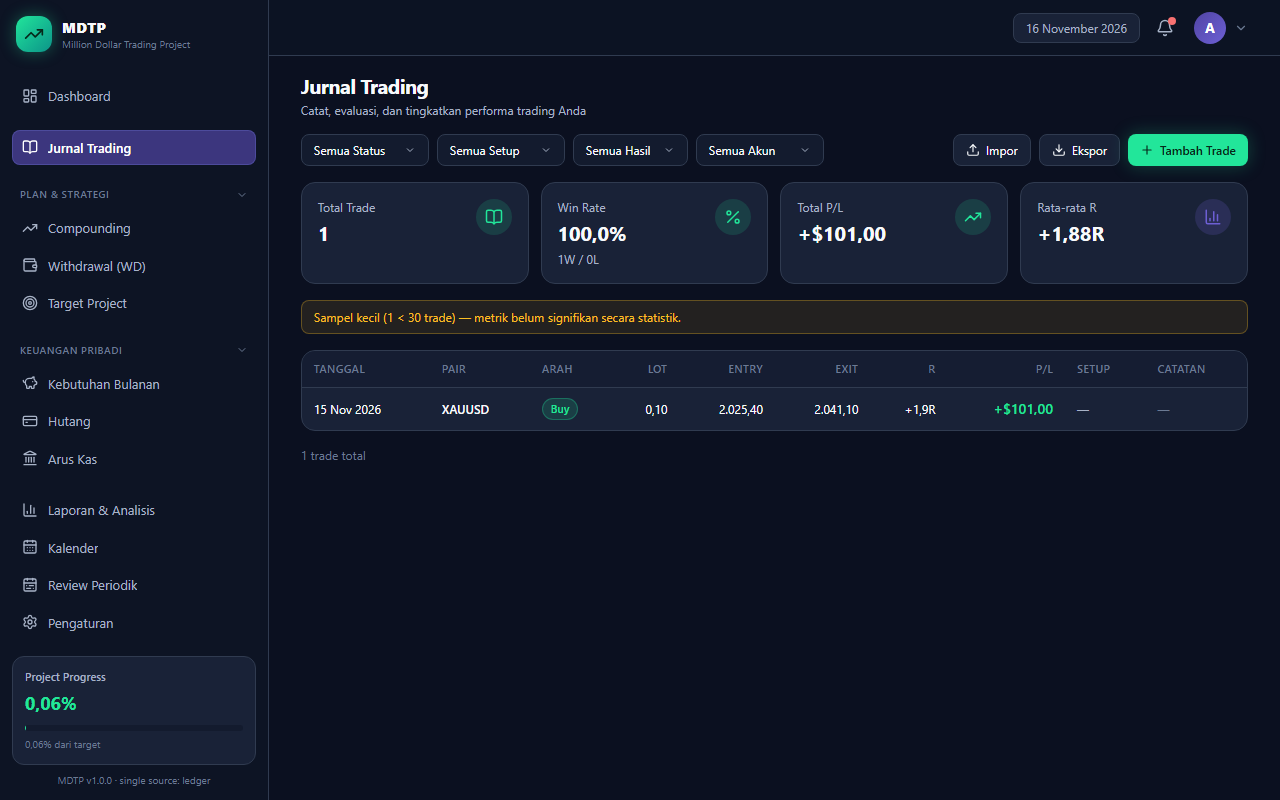 MDTP
Million Dollar Trading Project
Dashboard
Jurnal Trading
PLAN & STRATEGI
Compounding
Withdrawal (WD)
Target Project
KEUANGAN PRIBADI
Kebutuhan Bulanan
Hutang
Arus Kas
Laporan & Analisis
Kalender
Review Periodik
Pengaturan
Project Progress
0,06%
0,06% dari target
MDTP v1.0.0 · single source: ledger
16 November 2026
A
Jurnal Trading
Catat, evaluasi, dan tingkatkan performa trading Anda
Semua Status
Semua Setup
Semua Hasil
Semua Akun
Impor
Ekspor
+ Tambah Trade
Total Trade
1
Win Rate
100,0%
1W / 0L
Total P/L
+$101,00
Rata-rata R
+1,88R
Sampel kecil (1 < 30 trade) — metrik belum signifikan secara statistik.
TANGGAL PAIR ARAH LOT ENTRY EXIT R P/L SETUP CATATAN
15 Nov 2026 XAUUSD Buy 0,10 2.025,40 2.041,10 +1,9R +$101,00 — —
1 trade total